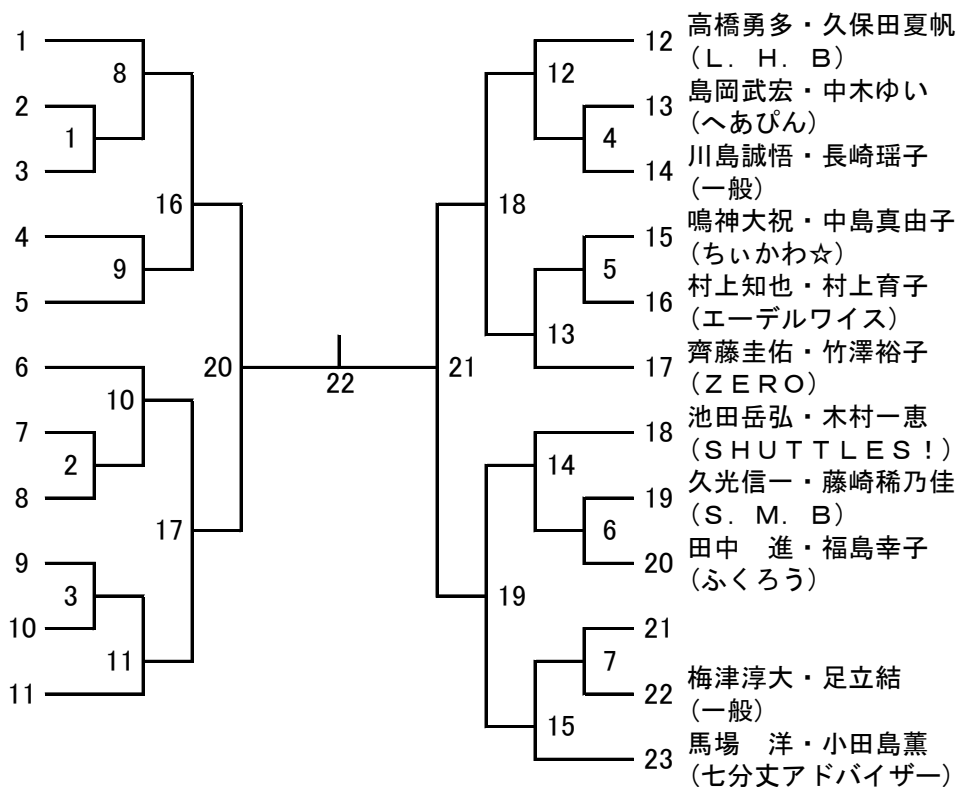 1
8
2
1
3
16
4
9
5
6
20
10
7
2
8
17
9
3
10
11
11
22
21
12 高橋勇多・久保田夏帆
(L. H. B)
12
13 島岡武宏・中木ゆい
(へあぴん)
4
14 川島誠悟・長崎瑶子
(一般)
18
15 鳴神大祝・中島真由子
(ちぃかわ☆)
5
16 村上知也・村上育子
(エーデルワイス)
13
17 齊藤圭佑・竹澤裕子
(ZERO)
18 池田岳弘・木村一恵
(SHUTTLES!)
14
19 久光信一・藤崎稀乃佳
(S. M. B)
6
20 田中 進・福島幸子
(ふくろう)
19
21
7
22 梅津淳大・足立結
(一般)
15
23 馬場 洋・小田島薫
(七分丈アドバイザー)